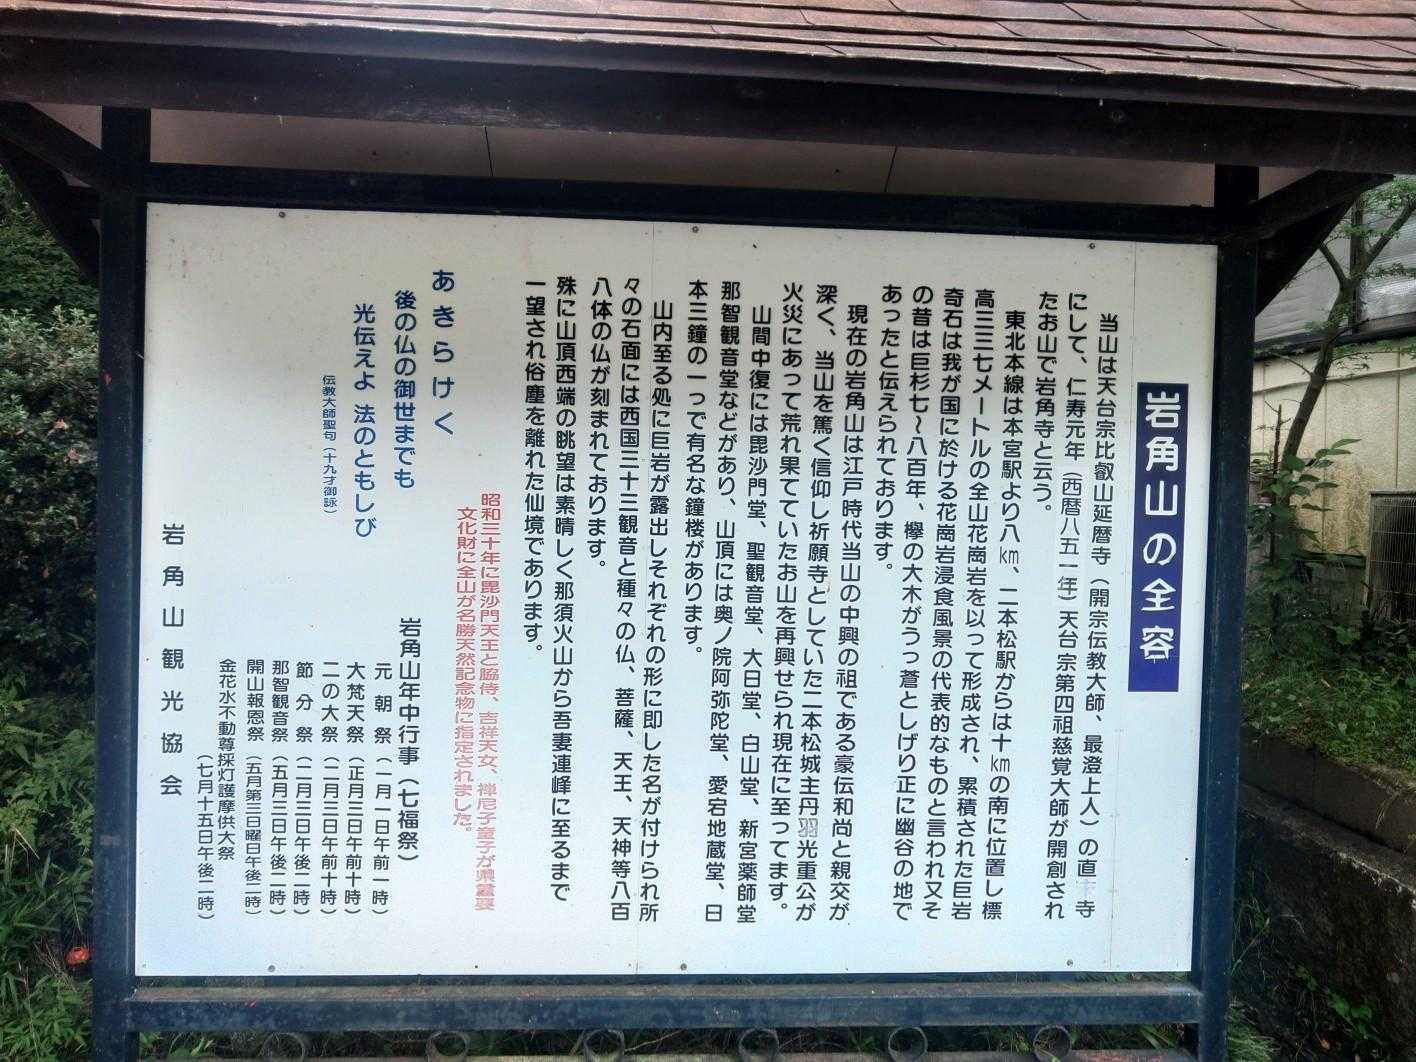 岩角山の全容
当山は天台宗比叡山延暦寺（開宗伝教大師、最澄上人）の直末寺
にして、仁寿元年（西暦八五一年）天台宗第四祖慈覚大師が開創され
たお山で岩角寺と云う。
東北本線は本宮駅より八㎞、二本松駅からは十㎞の南に位置し標
高三三七メートルの全山花崗岩を以って形成され、累積された巨岩
奇石は我が国に於ける花崗岩浸食風景の代表的なものと言われ又そ
の昔は巨杉七〜八百年、欅の大木がうっ蒼としげり正に幽谷の地で
あったと伝えられております。
現在の岩角山は江戸時代当山の中興の祖である豪伝和尚と親交が
深く、当山を篤く信仰し祈願寺としていた二本松城主丹羽光重公が
火災にあって荒れ果てていたお山を再興せられ現在に至ってます。
山間中復には毘沙門堂、聖観音堂、大日堂、白山堂、新宮薬師堂
那智観音堂などがあり、山頂には奥ノ院阿弥陀堂、愛宕地蔵堂、日
本三鐘の一つで有名な鐘楼があります。
山内至る処に巨岩が露出しそれぞれの形に即した名が付けられ所
々の石面には西国三十三観音と種々の仏、菩薩、天王、天神等八百
八体の仏が刻まれております。
殊に山頂西端の眺望は素晴しく那須火山から吾妻連峰に至るまで
一望され俗塵を離れた仙境であります。
昭和三十年に毘沙門天王と脇侍、吉祥天女、禅尼子童子が県重要
文化財に全山が名勝天然記念物に指定されました。
あきらけく
後の仏の御世までも
光伝えよ 法のともしび
伝教大師聖句（十九才御詠）
岩角山年中行事（七福祭）
元朝祭（一月一日午前一時）
大梵天祭（正月三日午前十時）
二の大祭（二月三日午前十時）
節分祭（二月三日午後二時）
那智観音祭（五月三日午後二時）
開山報恩祭（五月第三日曜日午後二時）
金花水不動尊採灯護摩供大祭
（七月十五日午後二時）
岩角山観光協会